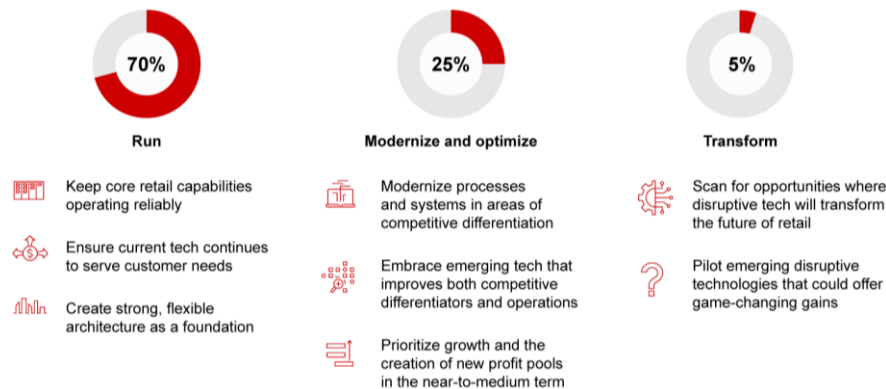 70%
Run
Keep core retail capabilities
operating reliably
Ensure current tech continues
to serve customer needs
Create strong, flexible
architecture as a foundation
25%
Modernize and optimize
Modernize processes
and systems in areas of
competitive differentiation
Embrace emerging tech that
improves both competitive
differentiators and operations
Prioritize growth and the
creation of new profit pools
in the near-to-medium term
5%
Transform
Scan for opportunities where
disruptive tech will transform
the future of retail
Pilot emerging disruptive
technologies that could offer
game-changing gains